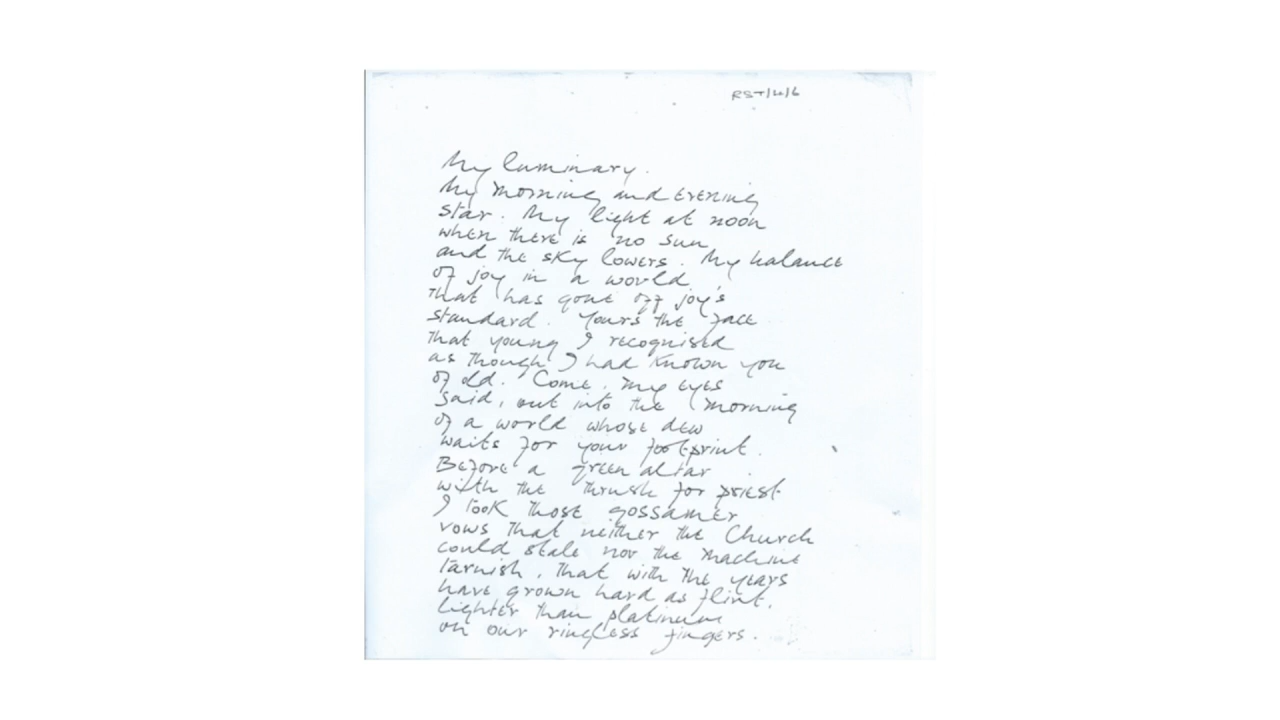 RST/4/6
My luminary.
My morning and evening
star. My light at noon
when there is no sun
and the sky lowers. My balance
of joy in a world
that has gone off joy's
standard. Yours the face
that young I recognised
as though I had known you
of old. Come, my eyes
said, out into the morning
of a world whose dew
waits for your footprint.
Before a green altar
with the thrush for priest
I took those gossamer
vows that neither the Church
could stale nor the machine
tarnish, that with the years
have grown hard as flint,
lighter than platinum
on our ringless fingers.